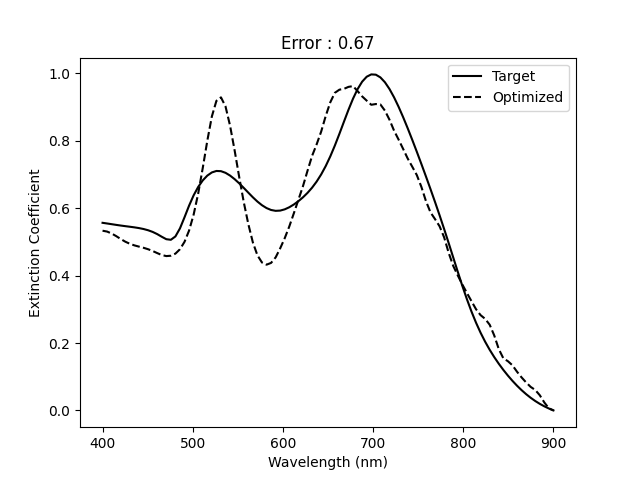 Error : 0.67
Target
Optimized
1.0
0.8
0.6
0.4
0.2
0.0
Extinction Coefficient
400 500 600 700 800 900
Wavelength (nm)